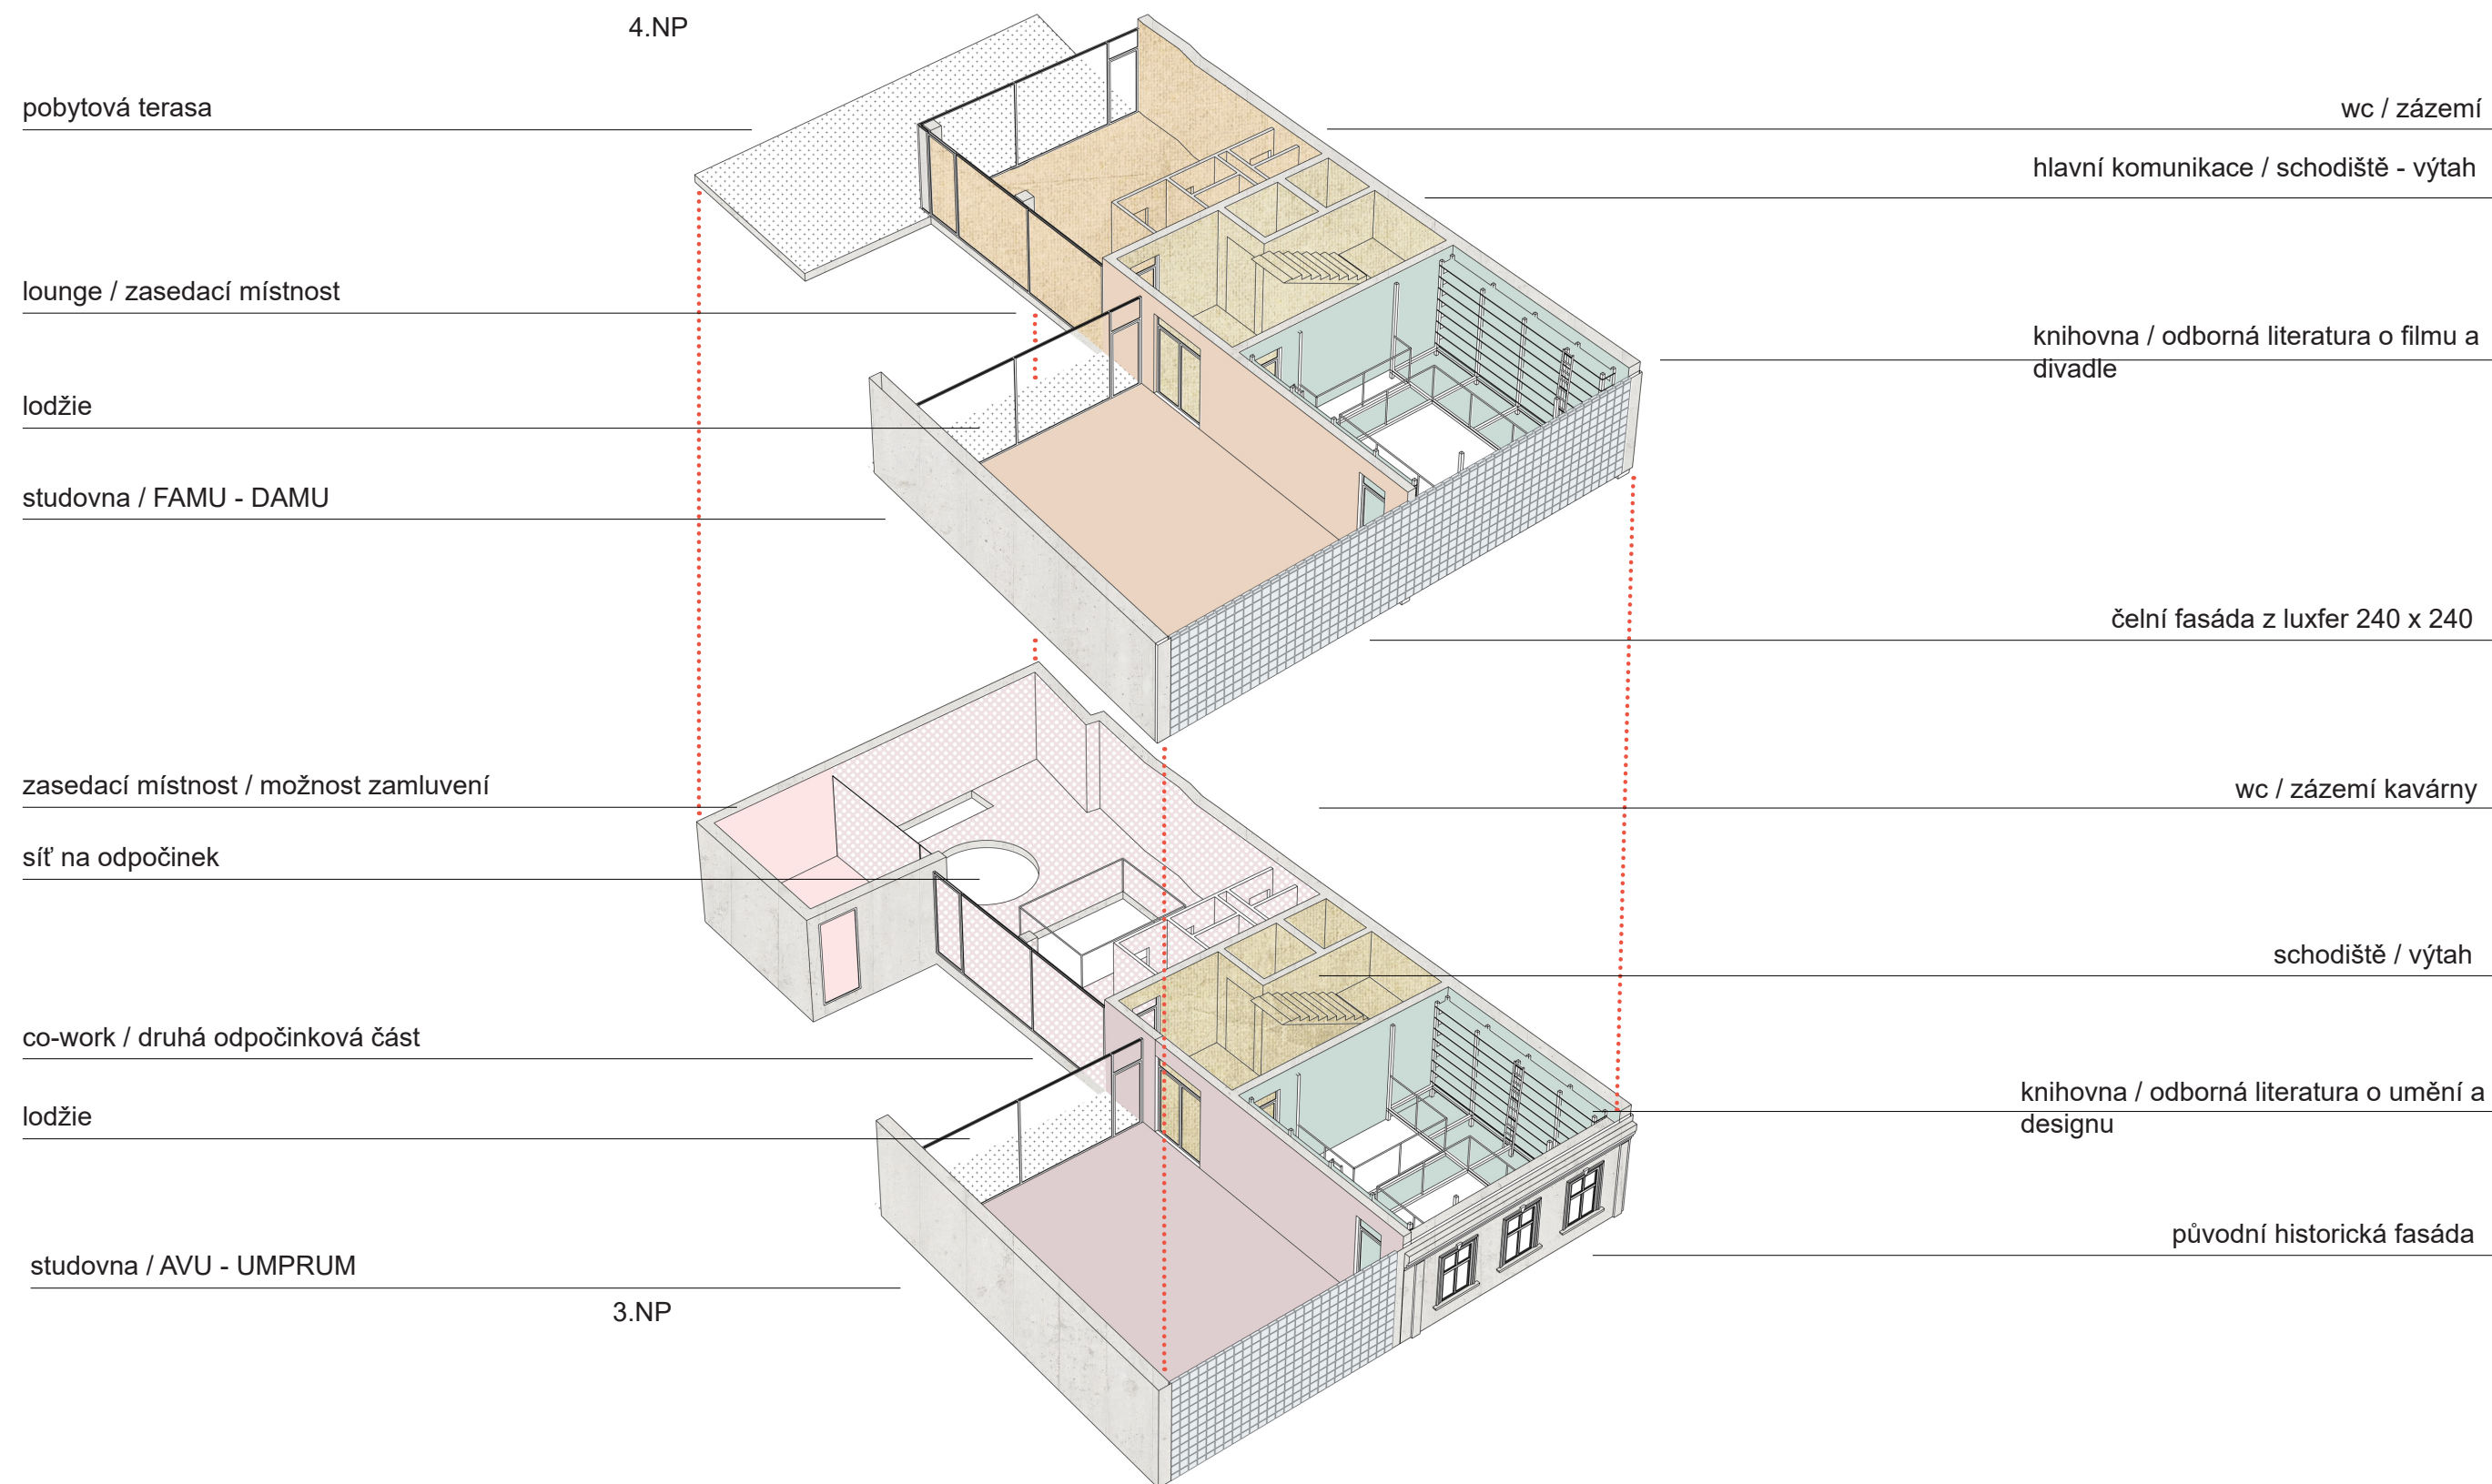 4.NP
pobytová terasa
wc / zázemí
hlavní komunikace / schodiště - výtah
lounge / zasedací místnost
knihovna / odborná literatura o filmu a
divadle
lodžie
studovna / FAMU - DAMU
čelní fasáda z luxfer 240 x 240
zasedací místnost / možnost zamluvení
wc / zázemí kavárny
síť na odpočinek
schodiště / výtah
co-work / druhá odpočinková část
knihovna / odborná literatura o umění a
designu
lodžie
původní historická fasáda
studovna / AVU - UMPRUM
3.NP